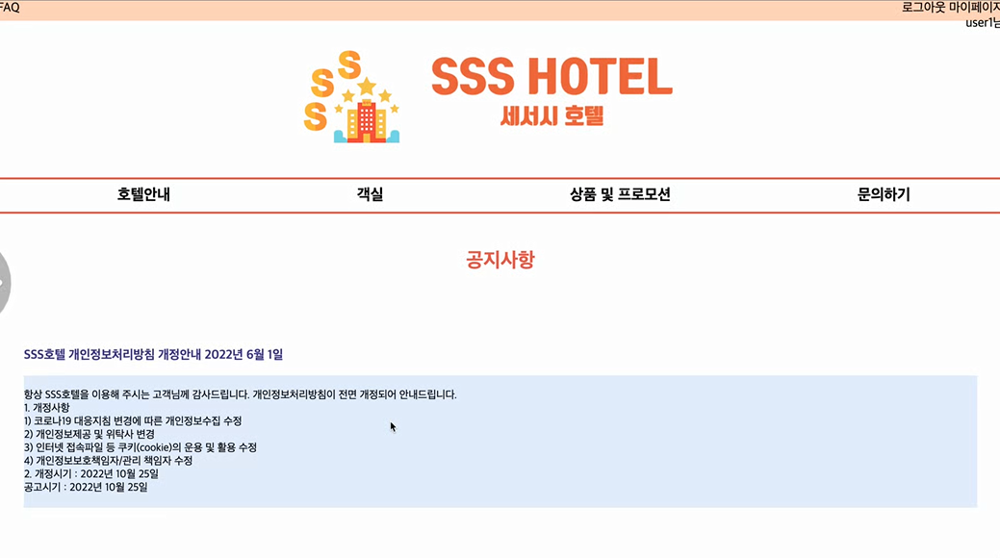 FAQ
로그아웃 마이페이지
user1님
S
S
S
SSS HOTEL
세서시 호텔
호텔안내
객실
상품 및 프로모션
문의하기
공지사항
SSS호텔 개인정보처리방침 개정안내 2022년 6월 1일
항상 SSS호텔을 이용해 주시는 고객님께 감사드립니다. 개인정보처리방침이 전면 개정되어 안내드립니다.
1. 개정사항
1) 코로나19 대응지침 변경에 따른 개인정보수집 수정
2) 개인정보제공 및 위탁사 변경
3) 인터넷 접속파일 등 쿠키(cookie)의 운용 및 활용 수정
4) 개인정보보호책임자/관리 책임자 수정
2. 개정시기 : 2022년 10월 25일
공고시기 : 2022년 10월 25일